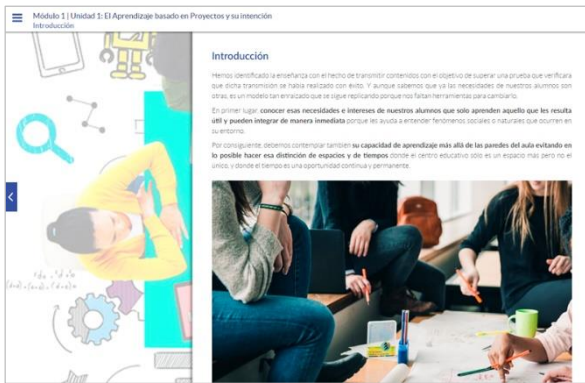 Módulo 1 | Unidad 1: El Aprendizaje basado en Proyectos y su intención
Introducción
Introducción
Hemos identificado la enseñanza con el hecho de transmitir contenidos con el objetivo de superar una prueba que verificara
que dicha transmisión se había realizado con éxito. Y aunque sabemos que ya las necesidades de nuestros alumnos son
otras, es un modelo tan enraizado que se sigue replicando porque nos faltan herramientas para cambiarlo.
En primer lugar, conocer esas necesidades e intereses de nuestros alumnos que solo aprenden aquello que les resulta
útil y pueden integrar de manera inmediata porque les ayuda a entender fenómenos sociales o naturales que ocurren en
su entorno.
Por consiguiente, debemos contemplar también su capacidad de aprendizaje más allá de las paredes del aula evitando en
lo posible hacer esa distinción de espacios y de tiempos donde el centro educativo sólo es un espacio más pero no el
único, y donde el tiempo es una oportunidad continua y permanente.